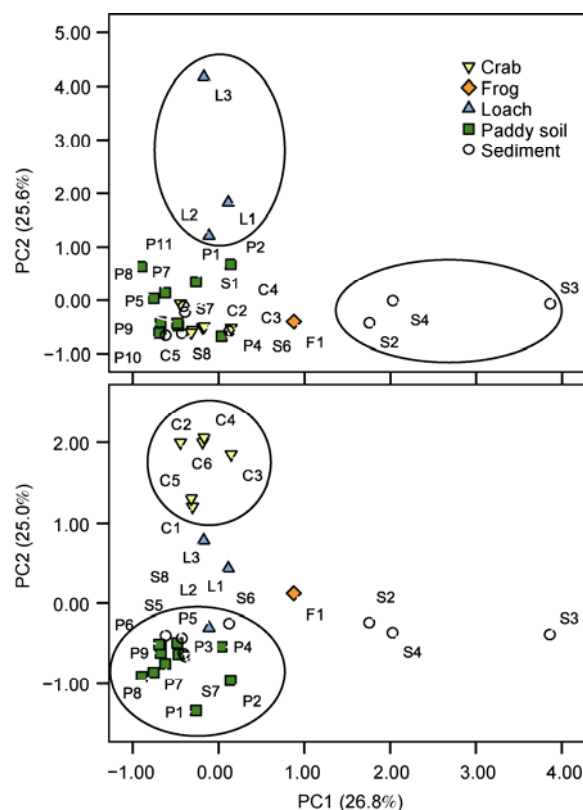 5.00
4.00
3.00
2.00
1.00
0.00
−1.00
PC2 (25.6%)
Crab
Frog
Loach
Paddy soil
Sediment
L3
L2 L1
P11 P1 P2
P8 P7 S1 C4 S3
P5 S7 C2 C3 S4
P9 S2
P10 C5 S8 P4 S6 F1
2.00
1.00
0.00
−1.00
PC2 (25.0%)
C2 C4
C5 C6 C3
C1
L3
S8 L2 L1
S5 S6 F1 S2 S3
P6 P5
P9 P3 P4 S4
P8 P7 S7 P2
P1
−1.00 0.00 1.00 2.00 3.00 4.00
PC1 (26.8%)